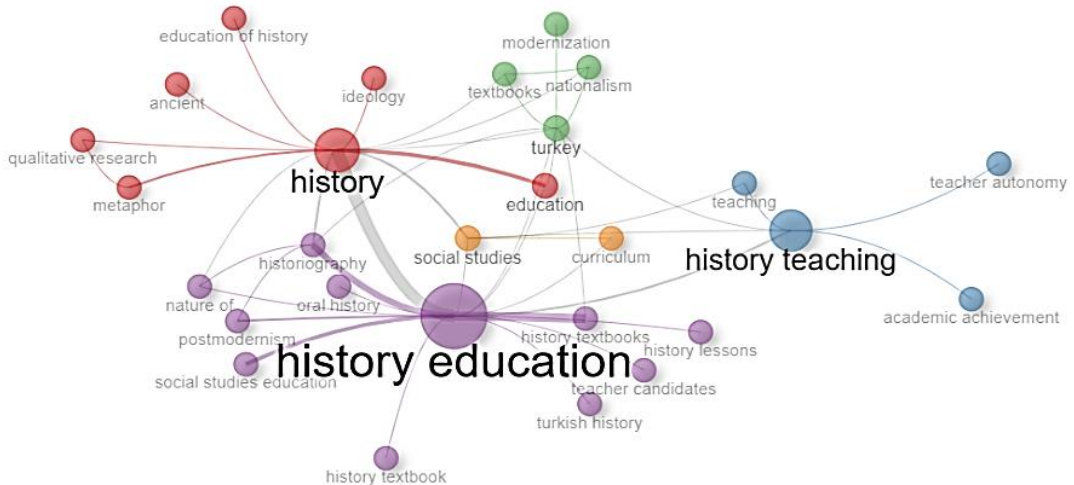 education of history
modernization
textbooks
nationalism
ancient
ideology
qualitative research
turkey
history
metaphor
education
teaching
teacher autonomy
historiography
social studies
curriculum
history teaching
nature of
oral history
academic achievement
postmodernism
history textbooks
history lessons
history education
social studies education
teacher candidates
turkish history
history textbook